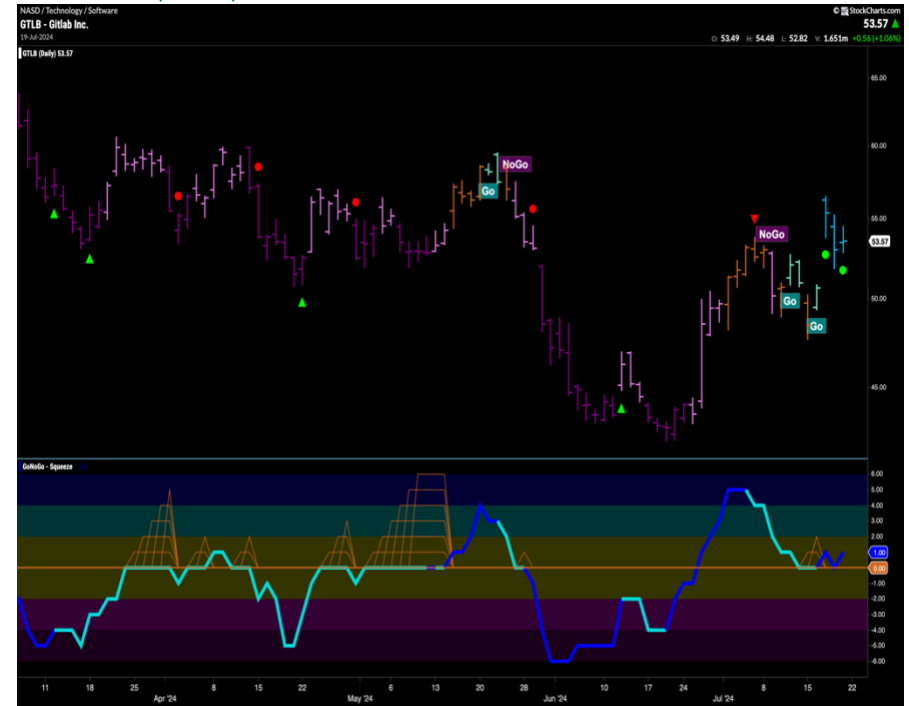 NASD / Technology / Software
© StockCharts.com
GTLB - Gitlab Inc.
53.57
19-Jul-2024
O: 53.49 H: 54.48 L: 52.82 V: 1.651m +0.56 (+1.06%)
GTLB (Daily) 53.57
65.00
60.00
NoGo
Go
55.00
NoGo
53.57
Go
50.00
Go
45.00
GoNoGo - Squeeze
6.00
5.00
4.00
3.00
2.00
1.00
0.00
-1.00
-2.00
-3.00
-4.00
-5.00
-6.00
11 18 25 8 15 22 6 13 20 28 10 17 24 8 15 22
Apr '24 May '24 Jun '24 Jul '24